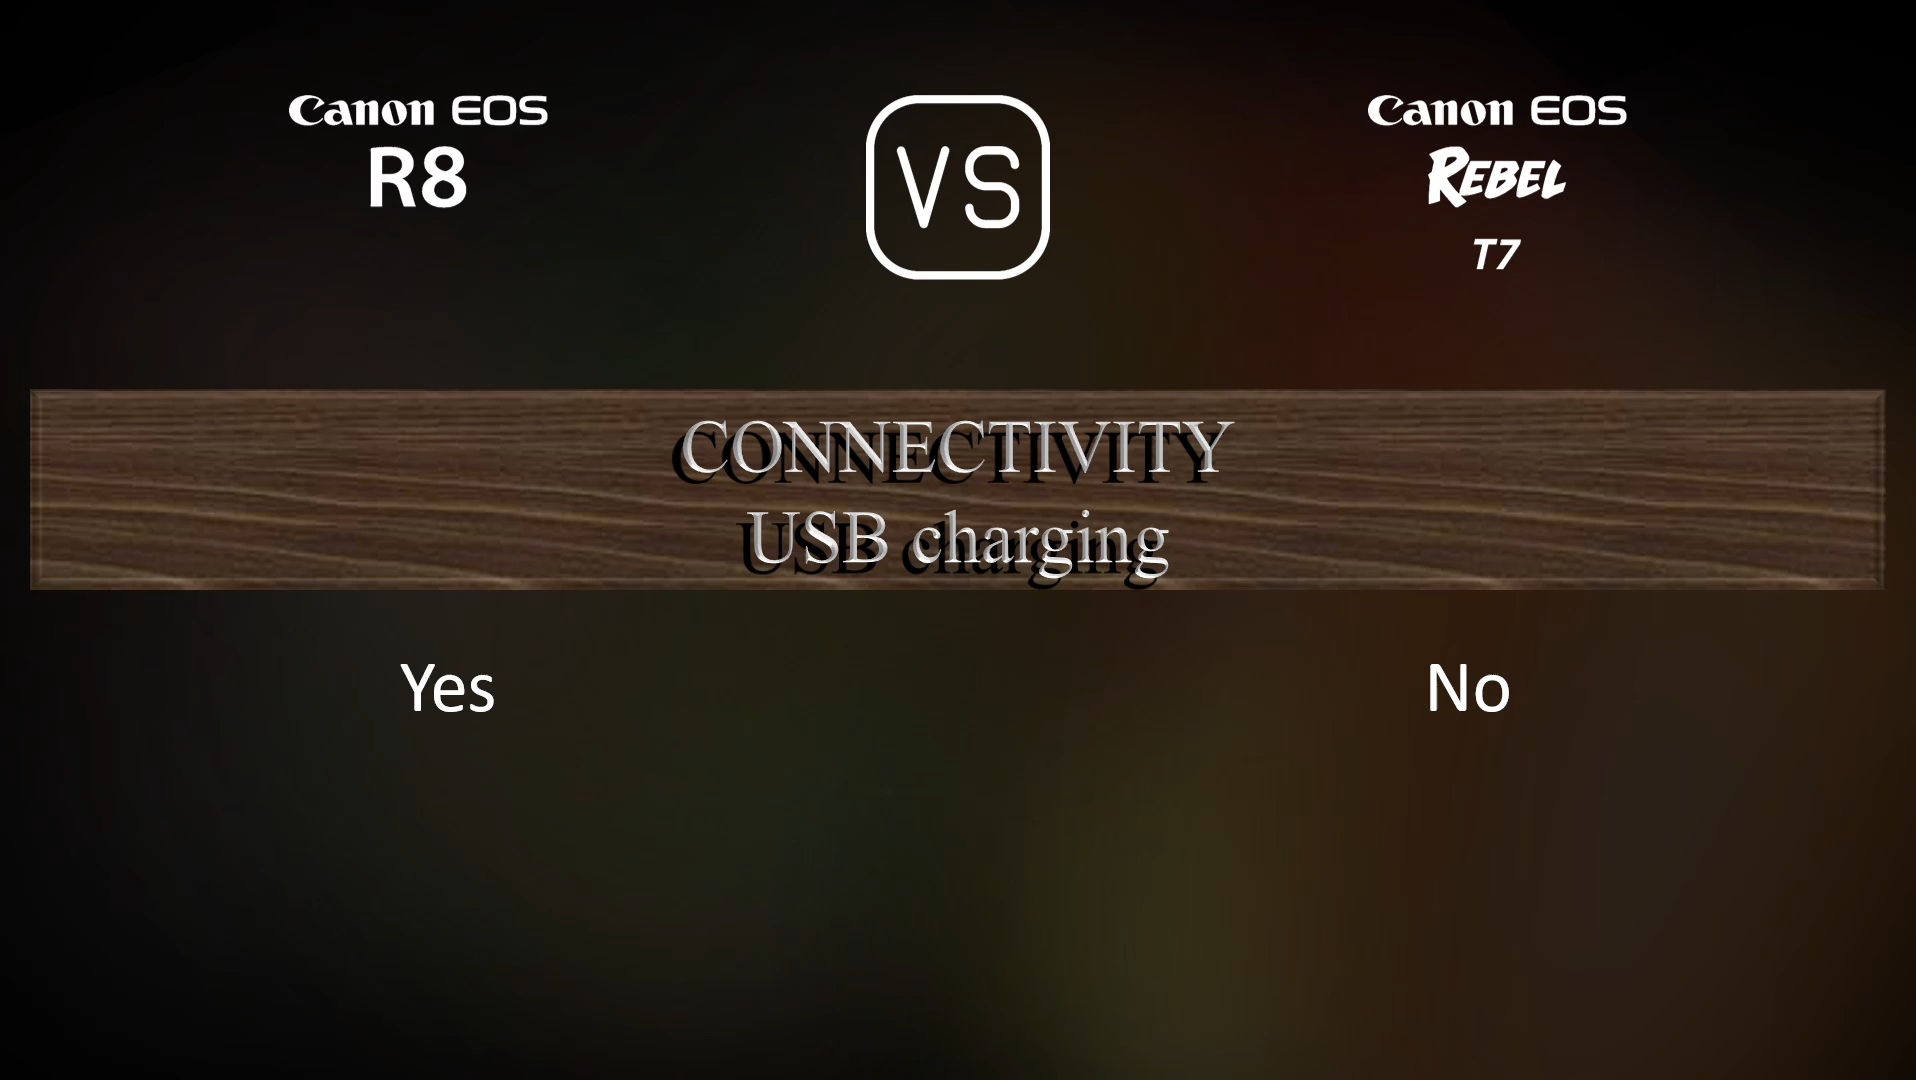 Canon EOS
R8
VS
Canon EOS
REBEL
T7
CONNECTIVITY
USB charging
Yes
No